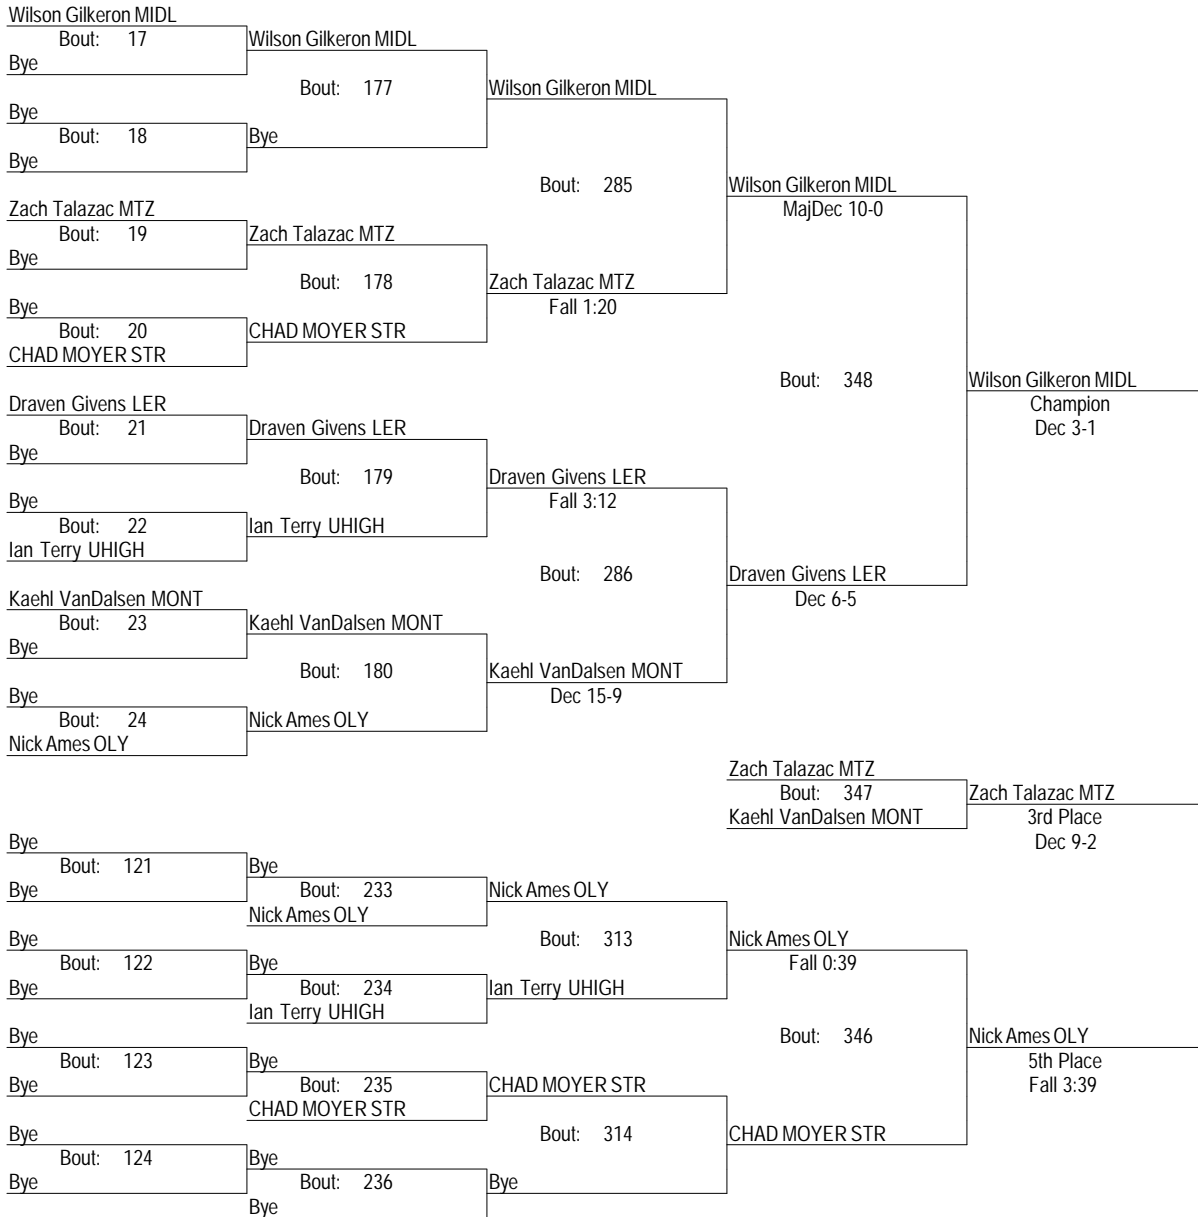 Wilson Gilkeron MIDL
Bout: 17
Wilson Gilkeron MIDL
Bye
Bout: 177
Wilson Gilkeron MIDL
Bye
Bout: 18
Bye
Bye
Bout: 285
Wilson Gilkeron MIDL
MajDec 10-0
Zach Talazac MTZ
Bout: 19
Zach Talazac MTZ
Bye
Bout: 178
Zach Talazac MTZ
Fall 1:20
Bye
Bout: 20
CHAD MOYER STR
CHAD MOYER STR
Bout: 348
Wilson Gilkeron MIDL
Champion
Dec 3-1
Draven Givens LER
Bout: 21
Draven Givens LER
Bye
Bout: 179
Draven Givens LER
Fall 3:12
Bye
Bout: 22
Ian Terry UHIGH
Ian Terry UHIGH
Bout: 286
Draven Givens LER
Dec 6-5
Kaehl VanDalsen MONT
Bout: 23
Kaehl VanDalsen MONT
Bye
Bout: 180
Kaehl VanDalsen MONT
Dec 15-9
Bye
Bout: 24
Nick Ames OLY
Nick Ames OLY
Zach Talazac MTZ
Bout: 347
Zach Talazac MTZ
Kaehl VanDalsen MONT
3rd Place
Dec 9-2
Bye
Bout: 121
Bye
Bye
Bout: 233
Nick Ames OLY
Nick Ames OLY
Bye
Bout: 313
Nick Ames OLY
Fall 0:39
Bout: 122
Bye
Bye
Bout: 234
Ian Terry UHIGH
Ian Terry UHIGH
Bye
Bout: 346
Nick Ames OLY
5th Place
Fall 3:39
Bout: 123
Bye
Bye
Bout: 235
CHAD MOYER STR
CHAD MOYER STR
Bye
Bout: 314
CHAD MOYER STR
Bout: 124
Bye
Bye
Bout: 236
Bye
Bye